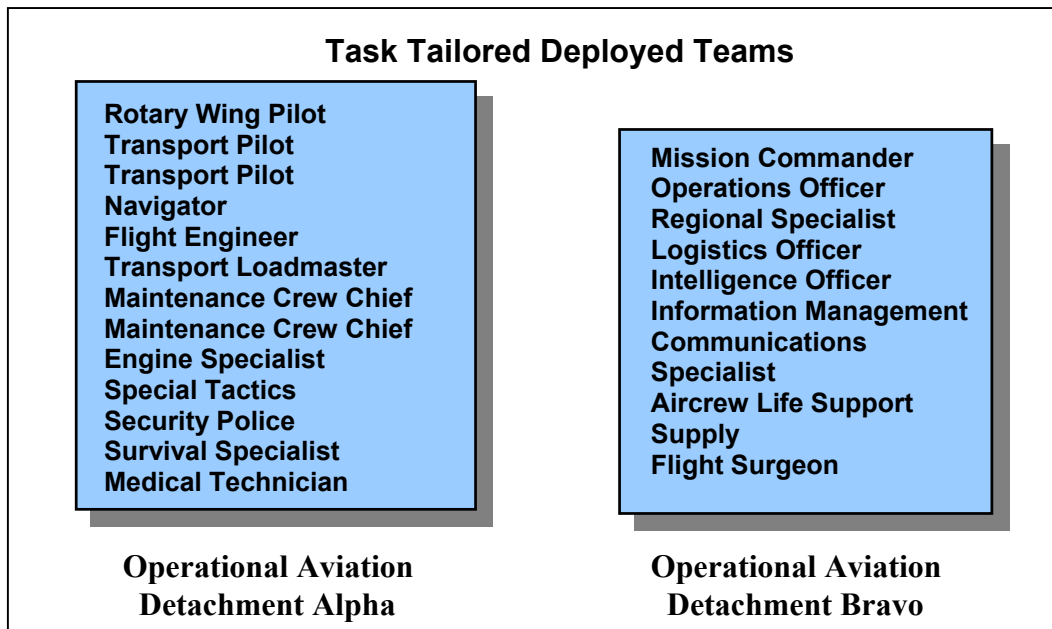 Task Tailored Deployed Teams
Rotary Wing Pilot
Transport Pilot
Transport Pilot
Navigator
Flight Engineer
Transport Loadmaster
Maintenance Crew Chief
Maintenance Crew Chief
Engine Specialist
Special Tactics
Security Police
Survival Specialist
Medical Technician
Operational Aviation
Detachment Alpha
Mission Commander
Operations Officer
Regional Specialist
Logistics Officer
Intelligence Officer
Information Management
Communications
Specialist
Aircrew Life Support
Supply
Flight Surgeon
Operational Aviation
Detachment Bravo